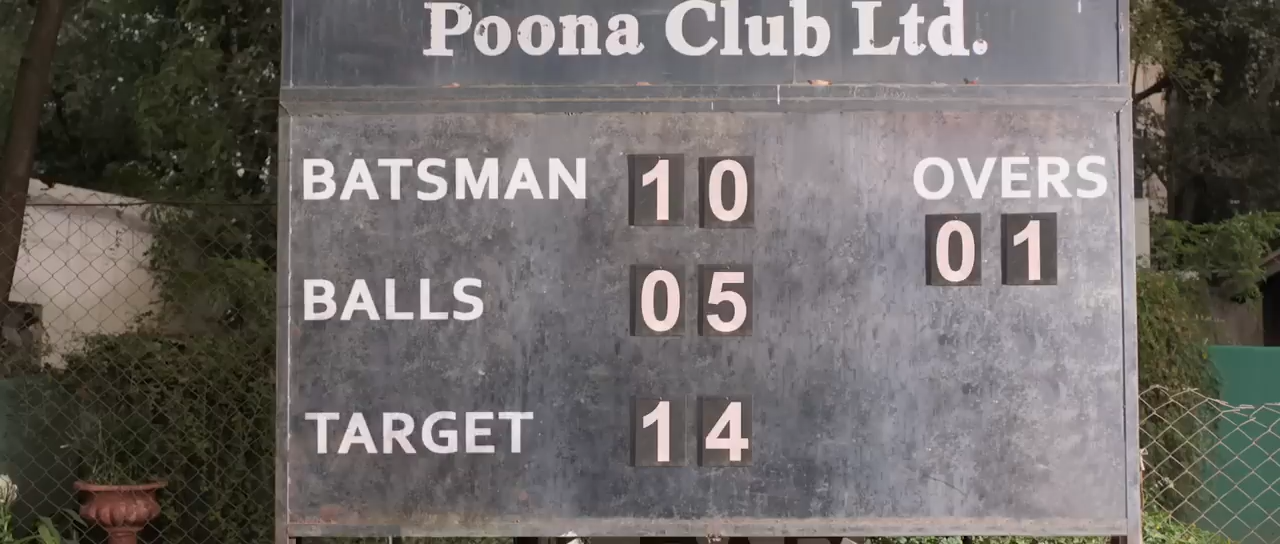 Poona Club Ltd.
BATSMAN 10 OVERS
01
BALLS 05
TARGET 14